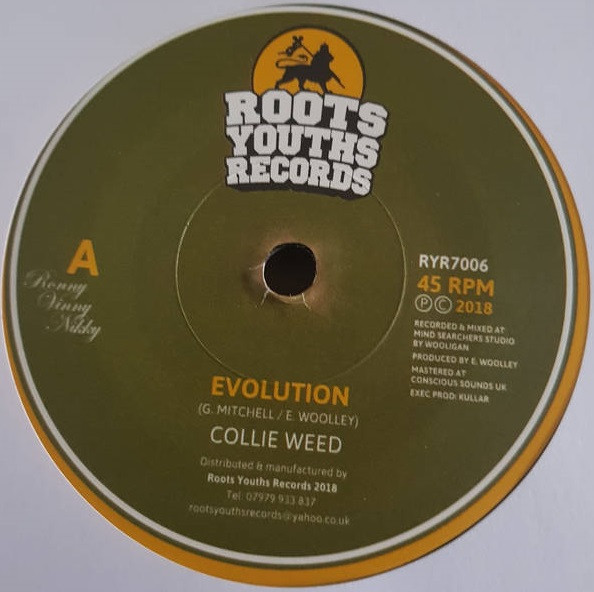 ROOTS
YOUTHS
RECORDS
A
Ronny
Vinny
Nikky
RYR7006
45 RPM
Ⓟ © 2018
RECORDED & MIXED AT
MIND SEARCHERS STUDIO
BY WOOLIGAN
PRODUCED BY E. WOOLLEY
MASTERED AT
CONSCIOUS SOUNDS UK
EXEC PROD: KULLAR
EVOLUTION
(G. MITCHELL / E. WOOLLEY)
COLLIE WEED
Distributed & manufactured by
Roots Youths Records 2018
Tel: 07979 933 817
rootsyouthsrecords@yahoo.co.uk